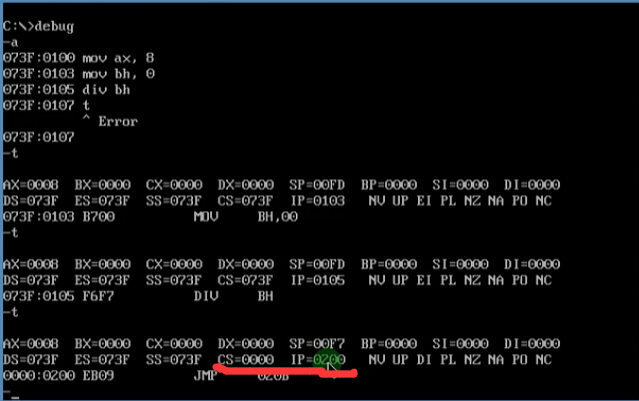 C:\>debug
-a
073F:0100 mov ax, 8
073F:0103 mov bh, 0
073F:0105 div bh
073F:0107 t
^ Error
073F:0107
-t
AX=0008 BX=0000 CX=0000 DX=0000 SP=00FD BP=0000 SI=0000 DI=0000
DS=073F ES=073F SS=073F CS=073F IP=0103 NV UP EI PL NZ NA PO NC
073F:0103 B700 MOV BH,00
-t
AX=0008 BX=0000 CX=0000 DX=0000 SP=00FD BP=0000 SI=0000 DI=0000
DS=073F ES=073F SS=073F CS=073F IP=0105 NV UP EI PL NZ NA PO NC
073F:0105 F6F7 DIV BH
-t
AX=0008 BX=0000 CX=0000 DX=0000 SP=00F7 BP=0000 SI=0000 DI=0000
DS=073F ES=073F SS=073F CS=0000 IP=0200 NV UP DI PL NZ NA PO NC
0000:0200 EB09 JMP 020B
-